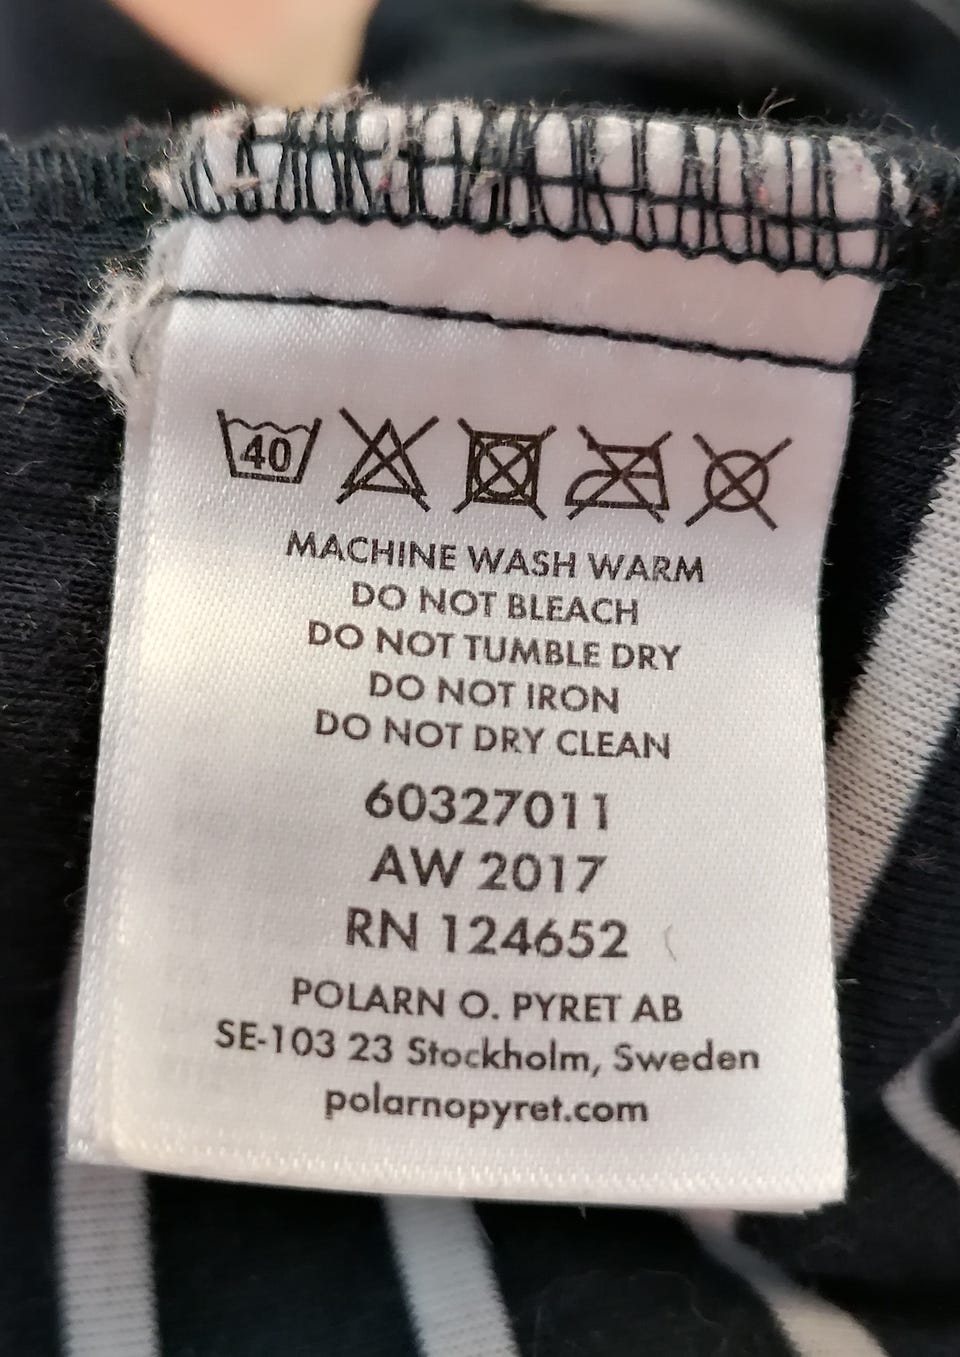 40
MACHINE WASH WARM
DO NOT BLEACH
DO NOT TUMBLE DRY
DO NOT IRON
DO NOT DRY CLEAN
60327011
AW 2017
RN 124652
POLARN O. PYRET AB
SE-103 23 Stockholm, Sweden
polarnopyret.com